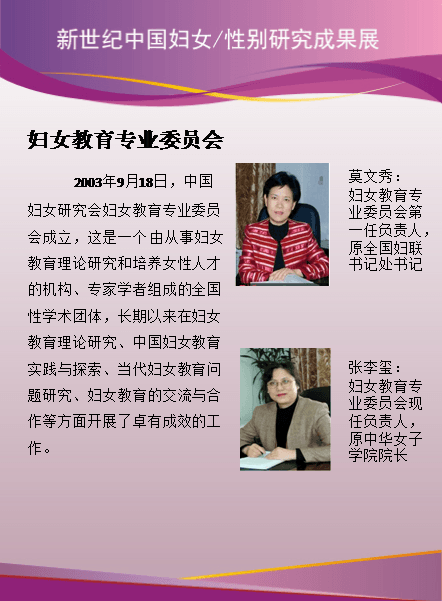 新世纪中国妇女/性别研究成果展
妇女教育专业委员会
2003年9月18日，中国
妇女研究会妇女教育专业委员
会成立，这是一个由从事妇女
教育理论研究和培养女性人才
的机构、专家学者组成的全国
性学术团体，长期以来在妇女
教育理论研究、中国妇女教育
实践与探索、当代妇女教育问
题研究、妇女教育的交流与合
作等方面开展了卓有成效的工
作。
莫文秀：
妇女教育专
业委员会第
一任负责人，
原全国妇联
书记处书记
张李玺：
妇女教育专
业委员会现
任负责人，
原中华女子
学院院长